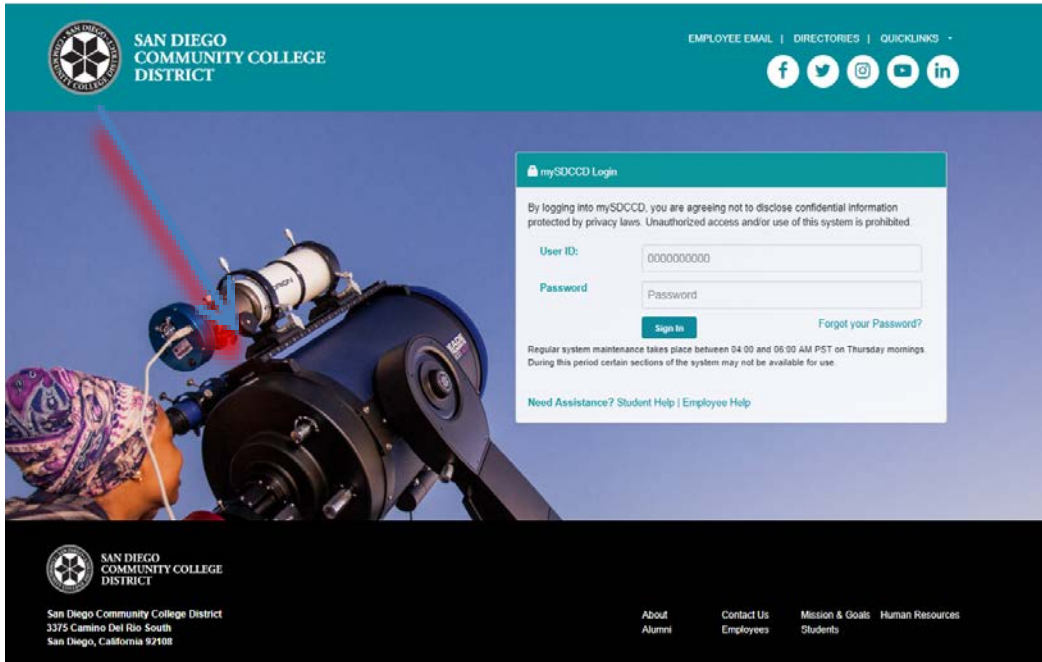 SAN DIEGO
COMMUNITY COLLEGE
DISTRICT
EMPLOYEE EMAIL | DIRECTORIES | QUICKLINKS
mySDCCD Login
By logging into mySDCCD, you are agreeing not to disclose confidential information
protected by privacy laws. Unauthorized access and/or use of this system is prohibited.
User ID:
0000000000
Password
Password
Sign In
Forgot your Password?
Regular system maintenance takes place between 04:00 and 06:00 AM PST on Thursday mornings.
During this period certain sections of the system may not be available for use.
Need Assistance? Student Help | Employee Help
ORION
MEADE
SAN DIEGO
COMMUNITY COLLEGE
DISTRICT
San Diego Community College District
3375 Camino Del Rio South
San Diego, California 92108
About
Contact Us
Mission & Goals
Human Resources
Alumni
Employees
Students